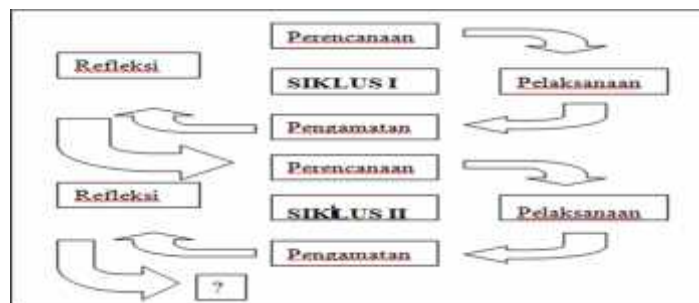 Perencanaan
Refleksi
SIKLUS I
Pelaksanaan
Pengamatan
Perencanaan
Refleksi
SIKLUS II
Pelaksanaan
Pengamatan
?